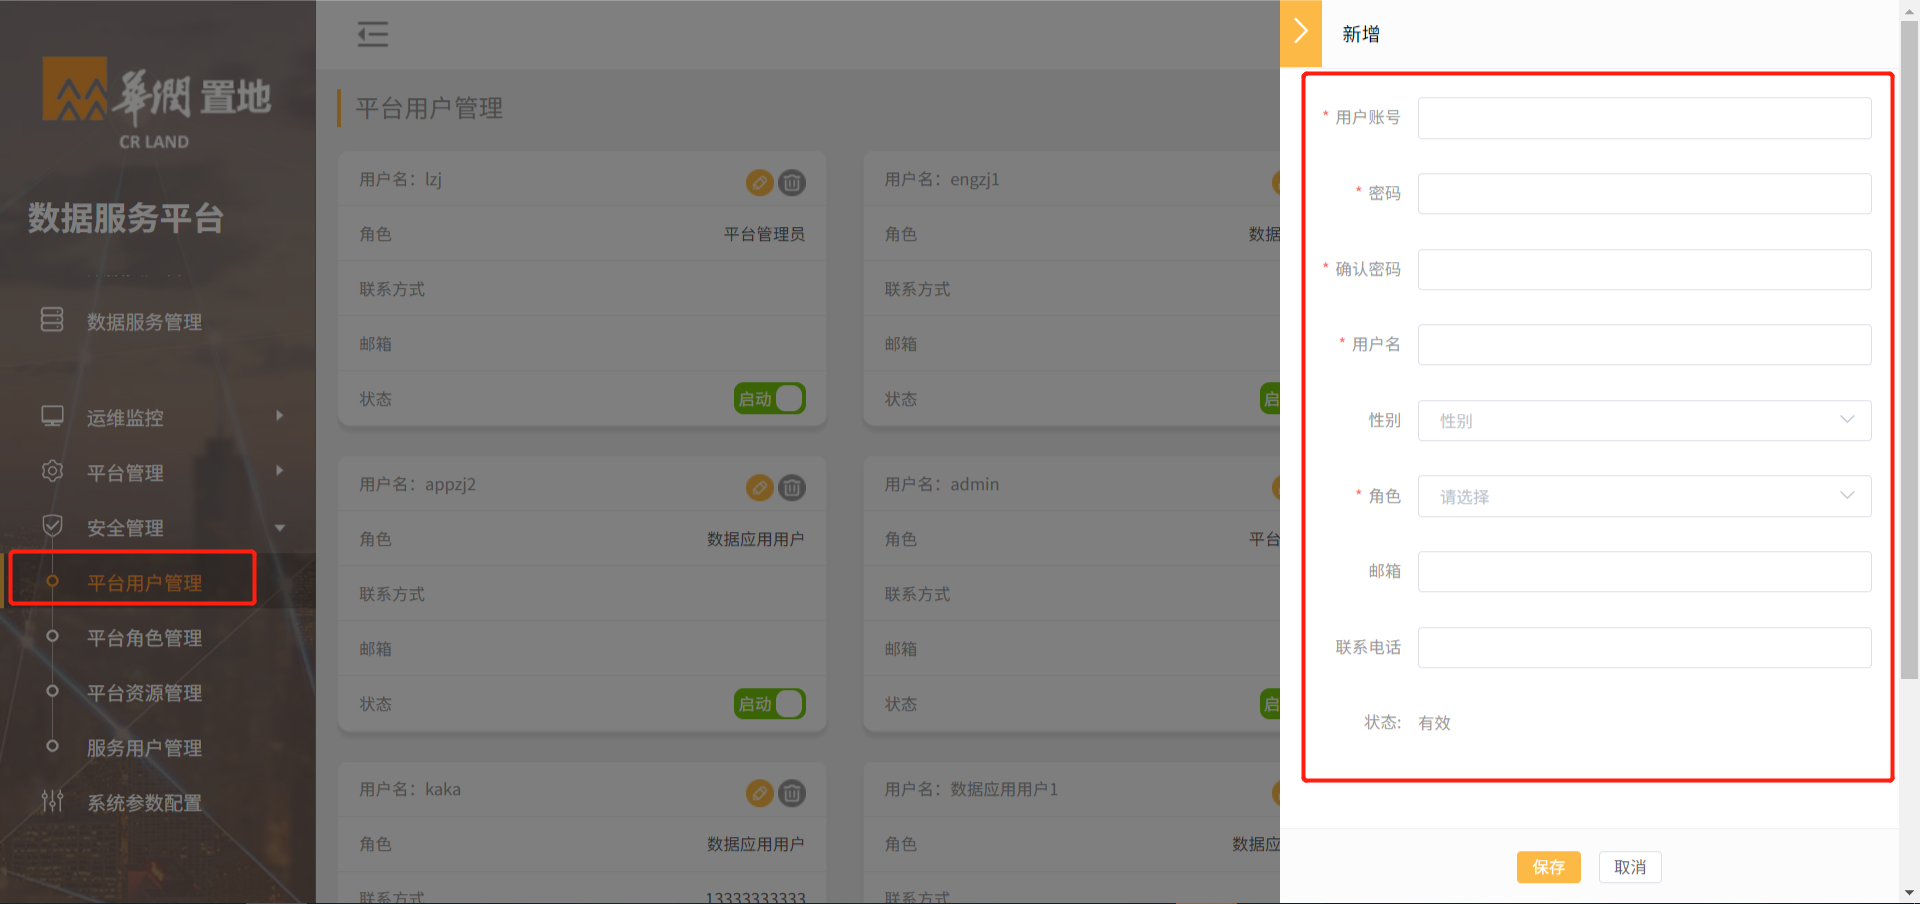 華潤置地
CR LAND
数据服务平台
数据服务管理
运维监控
平台管理
安全管理
平台用户管理
平台角色管理
平台资源管理
服务用户管理
系统参数配置
平台用户管理
用户名：lzj
角色
平台管理员
联系方式
邮箱
状态
启动
用户名：engzj1
角色
数据
联系方式
邮箱
状态
启
用户名：appzj2
角色
数据应用用户
联系方式
邮箱
状态
启动
用户名：admin
角色
平台
联系方式
邮箱
状态
启
用户名：kaka
角色
数据应用用户
联系方式
13333333333
用户名：数据应用用户1
角色
数据应
联系方式
新增
* 用户账号
* 密码
* 确认密码
* 用户名
性别
性别
* 角色
请选择
邮箱
联系电话
状态:
有效
保存
取消